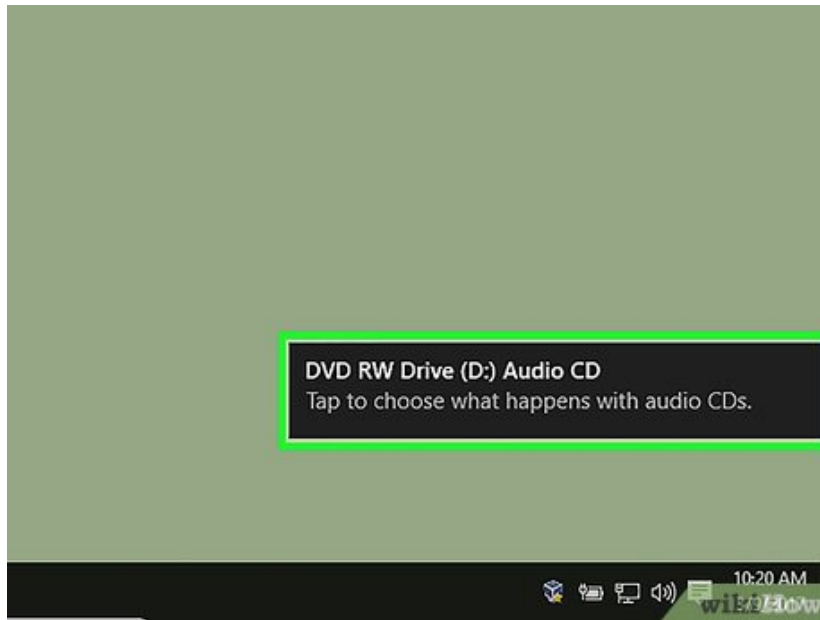 DVD RW Drive (D:) Audio CD
Tap to choose what happens with audio CDs.
10:20 AM
wikiHow